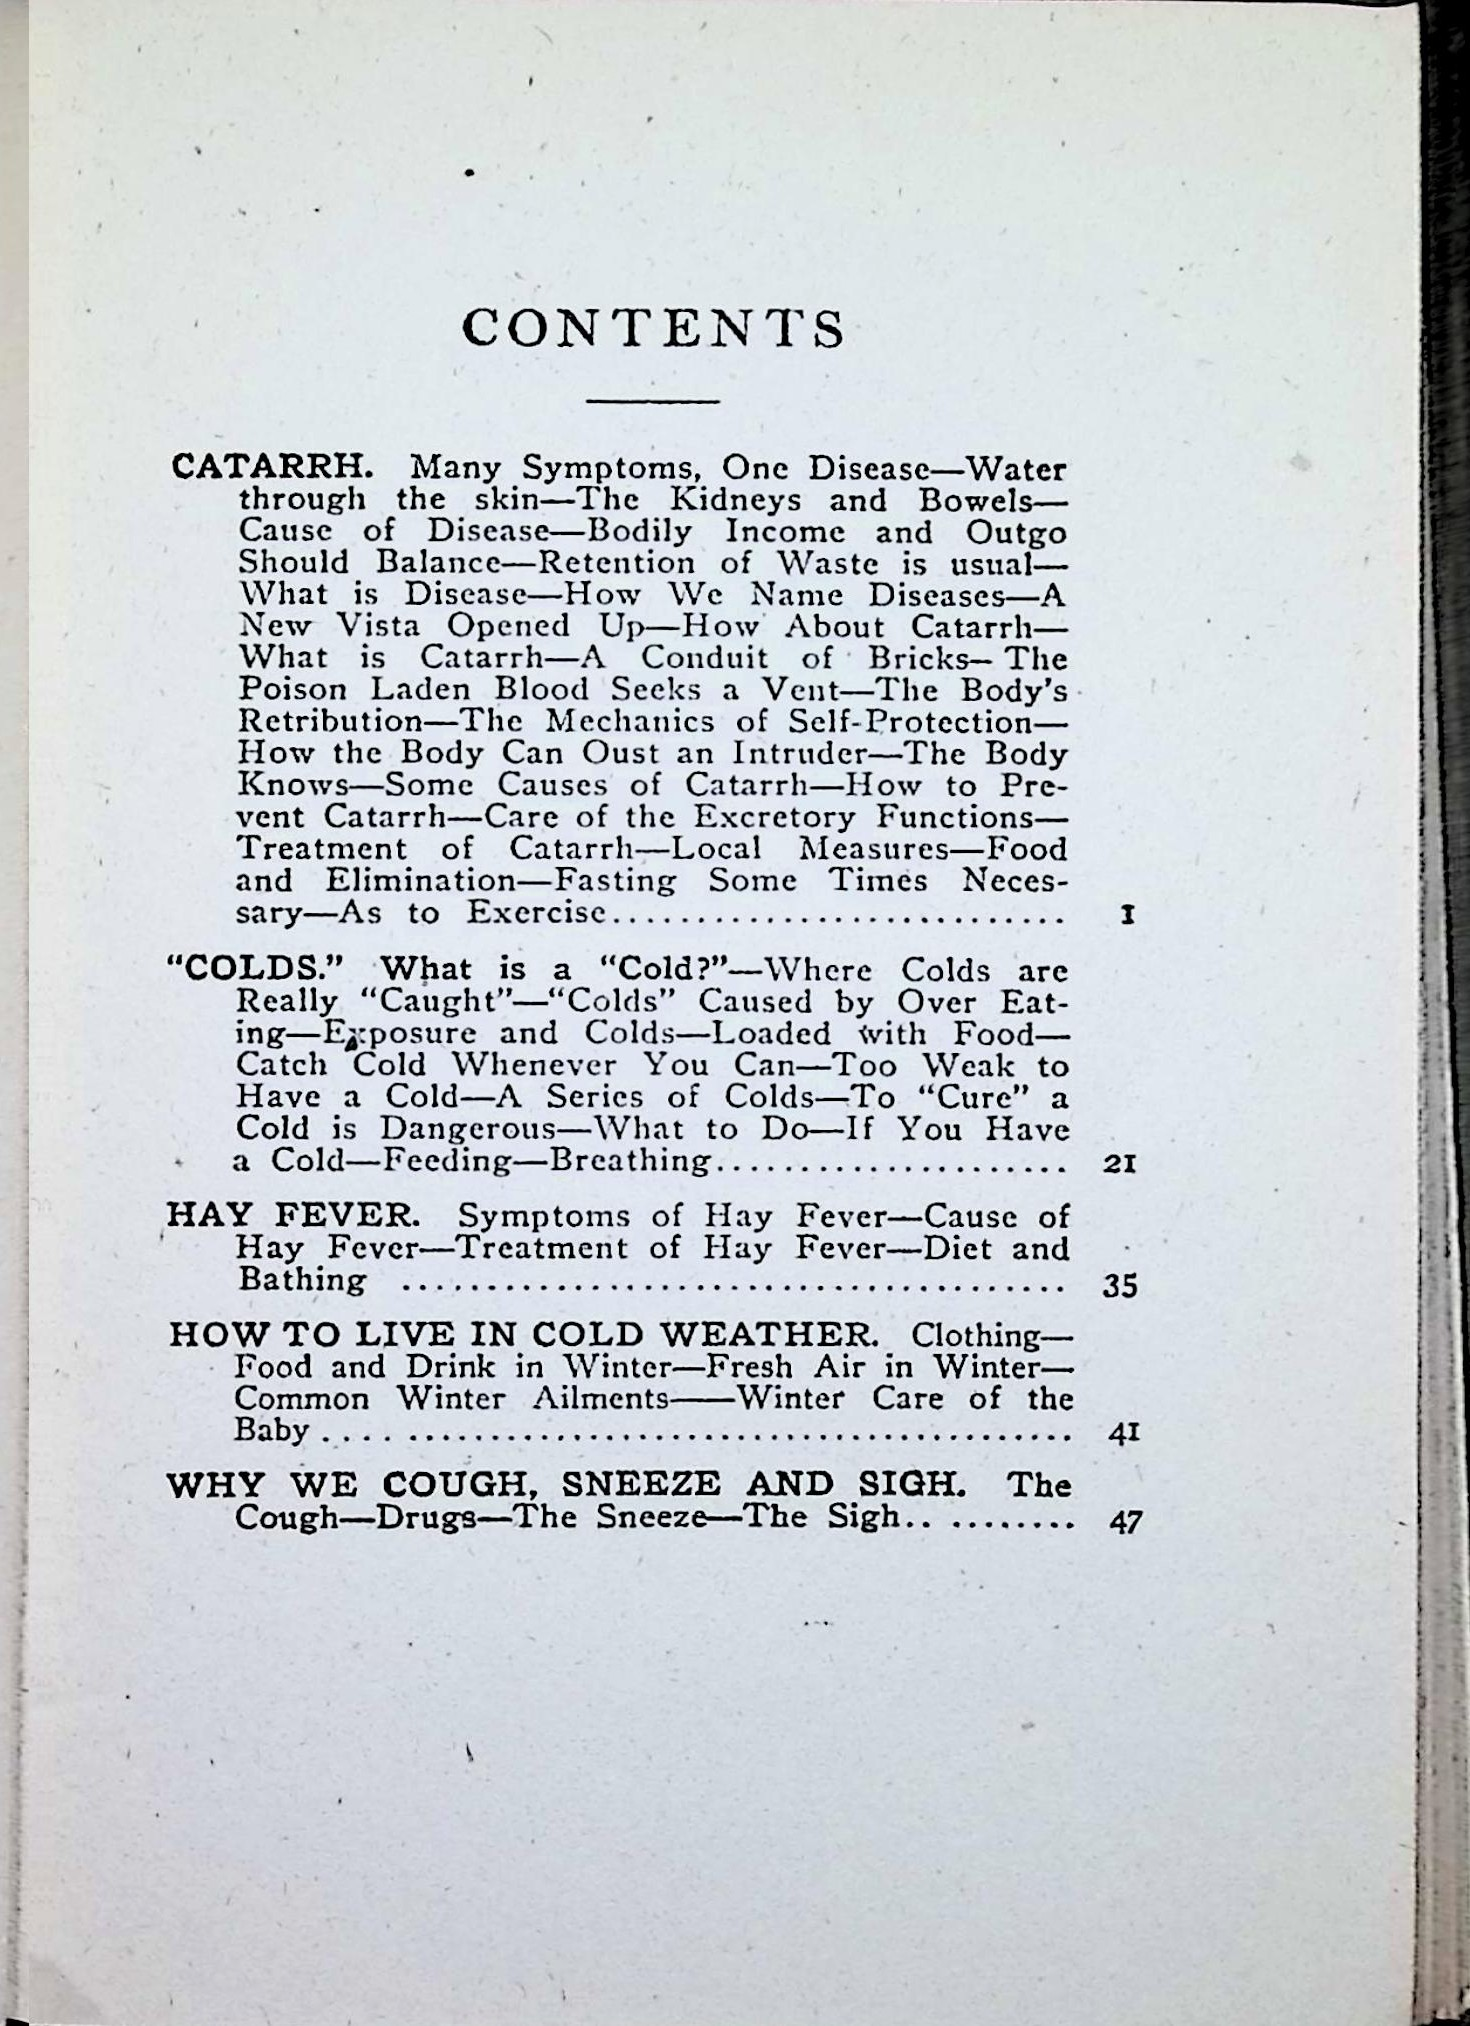 CONTENTS
CATARRH. Many Symptoms, One Disease—Water
through the skin—The Kidneys and Bowels—
Cause of Disease—Bodily Income and Outgo
Should Balance—Retention of Waste is usual—
What is Disease—How We Name Diseases—A
New Vista Opened Up—How About Catarrh—
What is Catarrh—A Conduit of Bricks—The
Poison Laden Blood Seeks a Vent—The Body's
Retribution—The Mechanics of Self-Protection—
How the Body Can Oust an Intruder—The Body
Knows—Some Causes of Catarrh—How to Pre-
vent Catarrh—Care of the Excretory Functions—
Treatment of Catarrh—Local Measures—Food
and Elimination—Fasting Some Times Neces-
sary—As to Exercise........................... 1
"COLDS." What is a "Cold?"—Where Colds are
Really "Caught"—"Colds" Caused by Over Eat-
ing—Exposure and Colds—Loaded with Food—
Catch Cold Whenever You Can—Too Weak to
Have a Cold—A Series of Colds—To "Cure" a
Cold is Dangerous—What to Do—If You Have
a Cold—Feeding—Breathing..................... 21
HAY FEVER. Symptoms of Hay Fever—Cause of
Hay Fever—Treatment of Hay Fever—Diet and
Bathing ....................................... 35
HOW TO LIVE IN COLD WEATHER. Clothing—
Food and Drink in Winter—Fresh Air in Winter—
Common Winter Ailments——Winter Care of the
Baby .... ....................................... 41
WHY WE COUGH, SNEEZE AND SIGH. The
Cough—Drugs—The Sneeze—The Sigh.. ........ 47